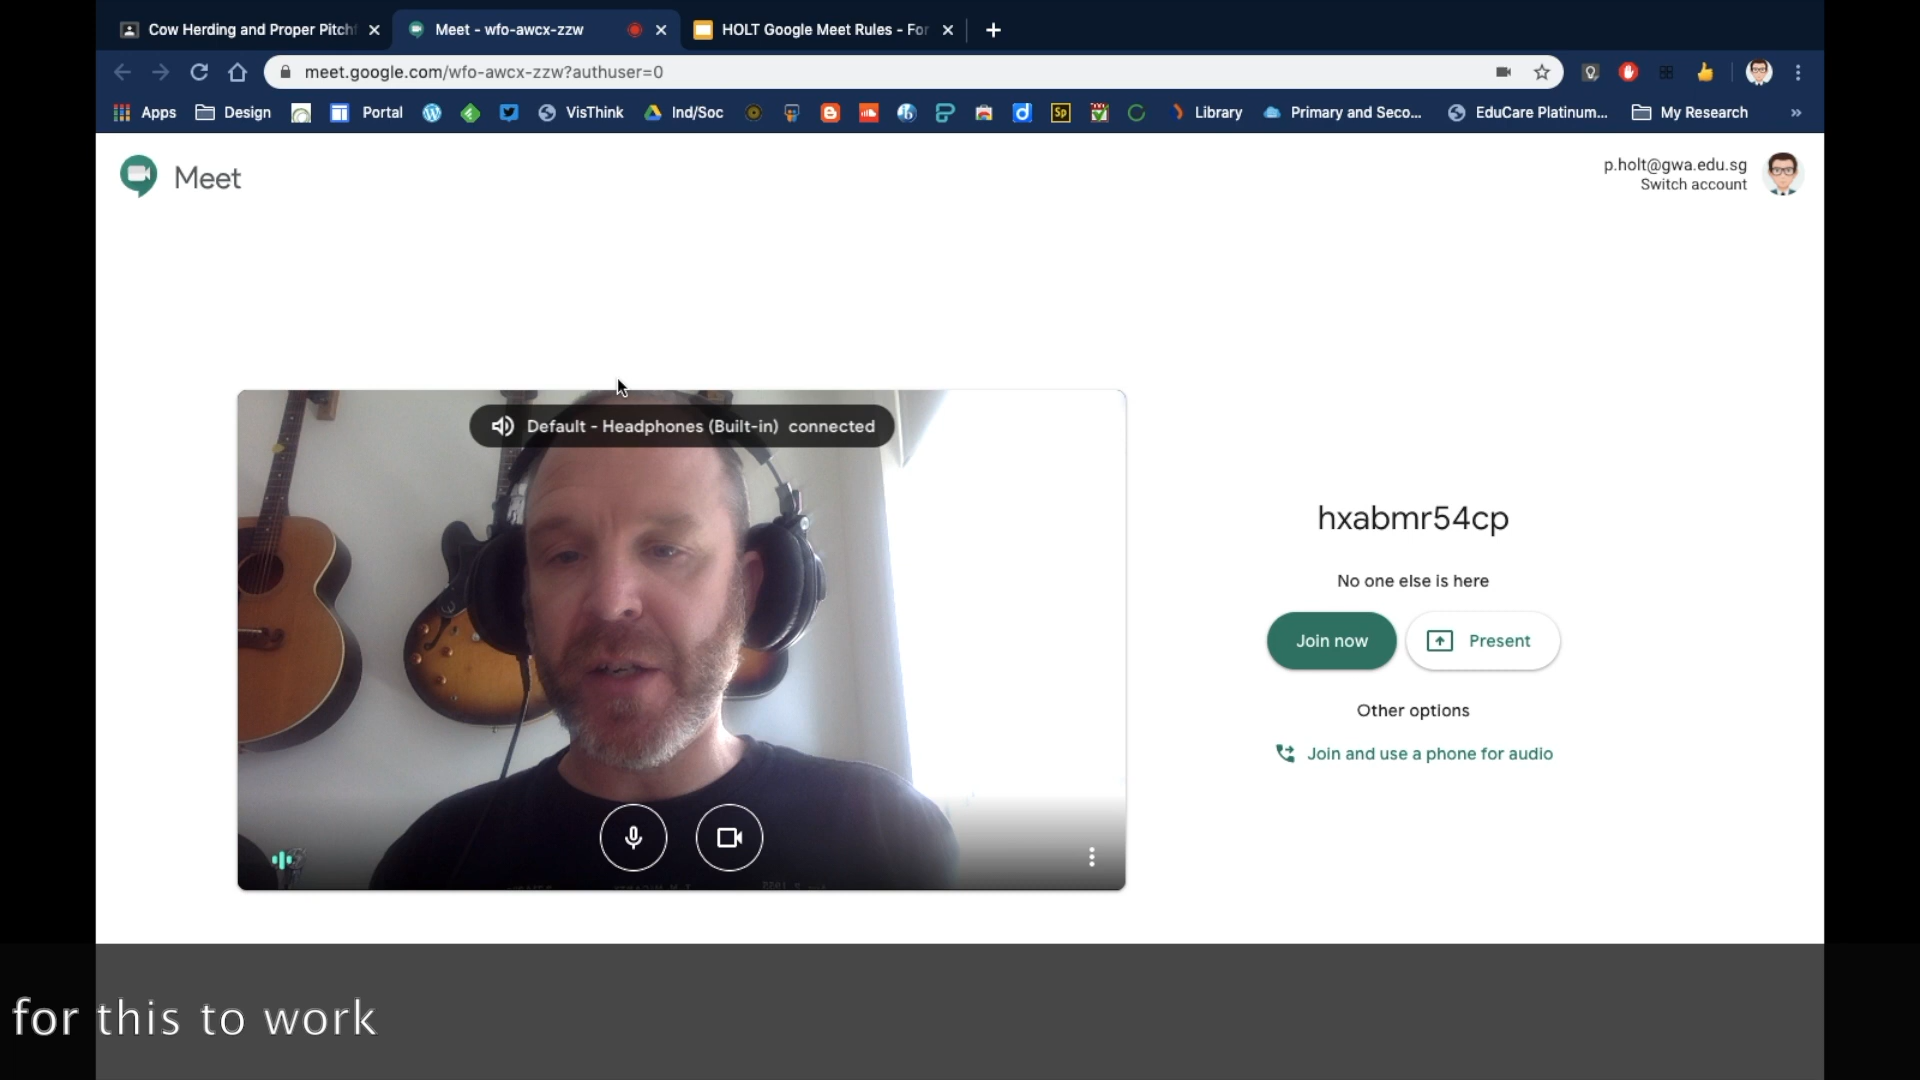 Cow Herding and Proper Pitchf
Meet - wfo-awcx-zzw
HOLT Google Meet Rules - For
meet.google.com/wfo-awcx-zzw?authuser=0
Apps
Design
Portal
VisThink
Ind/Soc
Sp
Library
Primary and Seco...
EduCare Platinum...
My Research
»
Meet
p.holt@gwa.edu.sg
Switch account
Default - Headphones (Built-in) connected
hxabmr54cp
No one else is here
Join now
Present
Other options
Join and use a phone for audio
for this to work